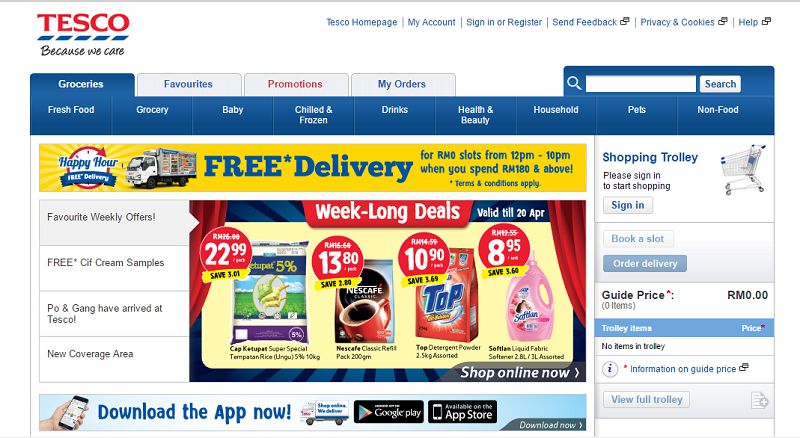 TESCO
Because we care
Tesco Homepage | My Account | Sign in or Register | Send Feedback | Privacy & Cookies | Help
Groceries
Favourites
Promotions
My Orders
Search
Fresh Food
Grocery
Baby
Chilled &
Frozen
Drinks
Health &
Beauty
Household
Pets
Non-Food
Happy Hour
FREE* Delivery
for RM0 slots from 12pm - 10pm
when you spend RM180 & above!
* Terms & conditions apply.
Favourite Weekly Offers!
FREE* Cif Cream Samples
Po & Gang have arrived at
Tesco!
New Coverage Area
Week-Long Deals
Valid till 20 Apr
RM26.00
22.99
/ pack
SAVE 3.01
etupat 5%
5%
Cap Ketupat Super Special
Tempatan Rice (Ungu) 5% 10kg
RM16.60
13.80
/ pack
SAVE 2.80
NESCAFÉ
CLASSIC
Nescafe Classic Refill
Pack 200gm
RM14.59
10.90
/ pack
SAVE 3.69
TOP
Top Detergent Powder
2.5kg Assorted
RM12.55
8.95
/ unit
SAVE 3.60
Softlan
Softlan Liquid Fabric
Softener 2.8L / 3L Assorted
Shop online now
Download the App now!
Shop online.
We deliver
ANDROID APP ON
Google play
Available on the
App Store
Download now
Shopping Trolley
Please sign in
to start shopping
Sign in
Book a slot
Order delivery
Guide Price*:
RM0.00
(0 Items)
Trolley items
Price*
No items in trolley
* Information on guide price
View full trolley